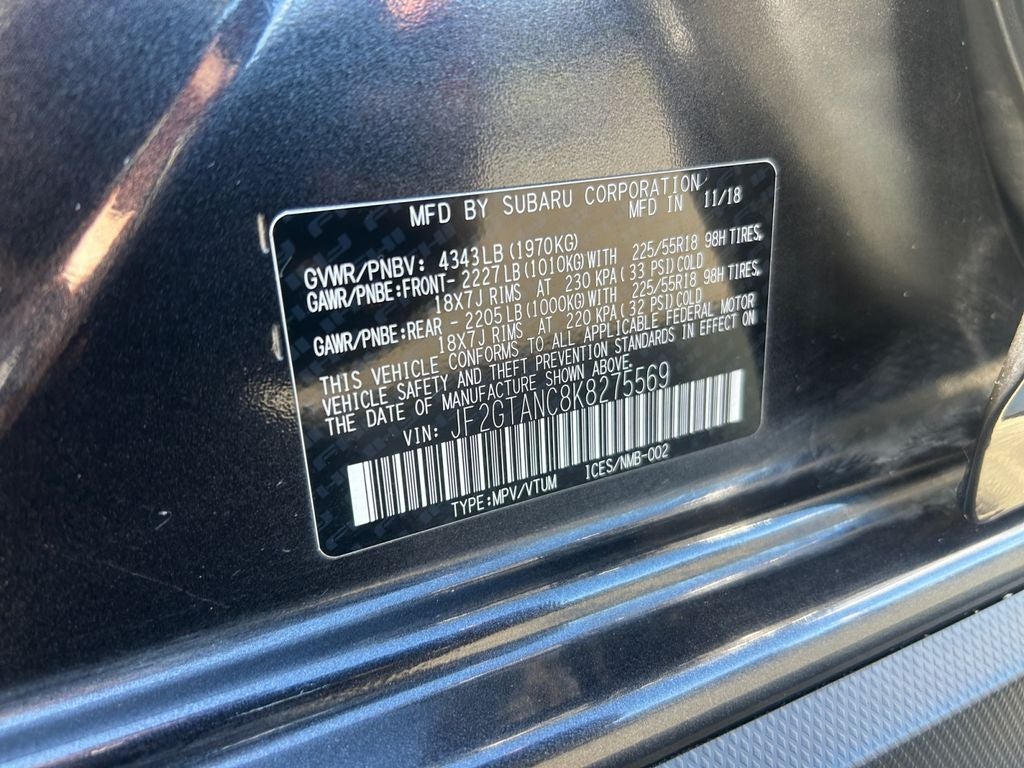 MFD BY SUBARU CORPORATION
MFD IN 11/18
GVWR/PNBV: 4343LB (1970KG)
GAWR/PNBE:FRONT- 2227LB (1010KG)WITH 225/55R18 98H TIRES,
18X7J RIMS AT 230 KPA ( 33 PSI)COLD
GAWR/PNBE:REAR - 2205LB (1000KG)WITH 225/55R18 98H TIRES,
18X7J RIMS AT 220 KPA (32 PSI)COLD
THIS VEHICLE CONFORMS TO ALL APPLICABLE FEDERAL MOTOR
VEHICLE SAFETY AND THEFT PREVENTION STANDARDS IN EFFECT ON
THE DATE OF MANUFACTURE SHOWN ABOVE.
VIN: JF2GTANC8K8275569
TYPE:MPV/VTUM ICES/NMB-002